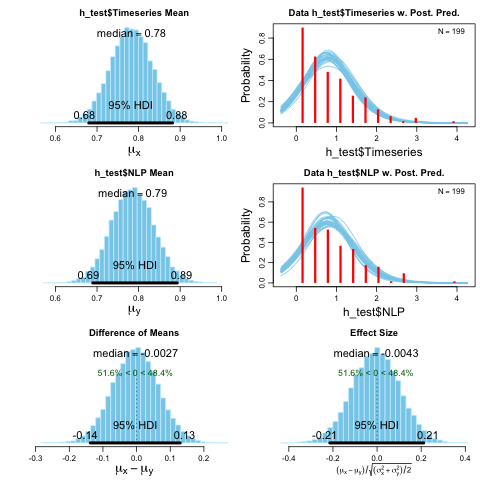 h_test$Timeseries Mean
median = 0.78
95% HDI
0.68 0.88
0.6 0.7 0.8 0.9 1.0
μx
Data h_test$Timeseries w. Post. Pred.
N = 199
Probability
0.0 0.2 0.4 0.6 0.8
0 1 2 3 4
h_test$Timeseries
h_test$NLP Mean
median = 0.79
95% HDI
0.69 0.89
0.6 0.7 0.8 0.9 1.0
μy
Data h_test$NLP w. Post. Pred.
N = 199
Probability
0.0 0.2 0.4 0.6 0.8
0 1 2 3 4
h_test$NLP
Difference of Means
median = -0.0027
51.6% < 0 < 48.4%
95% HDI
-0.14 0.13
-0.3 -0.2 -0.1 0.0 0.1 0.2
μx − μy
Effect Size
median = -0.0043
51.6% < 0 < 48.4%
95% HDI
-0.21 0.21
-0.4 -0.2 0.0 0.2 0.4
(μx − μy)/√(σx² + σy²)/2